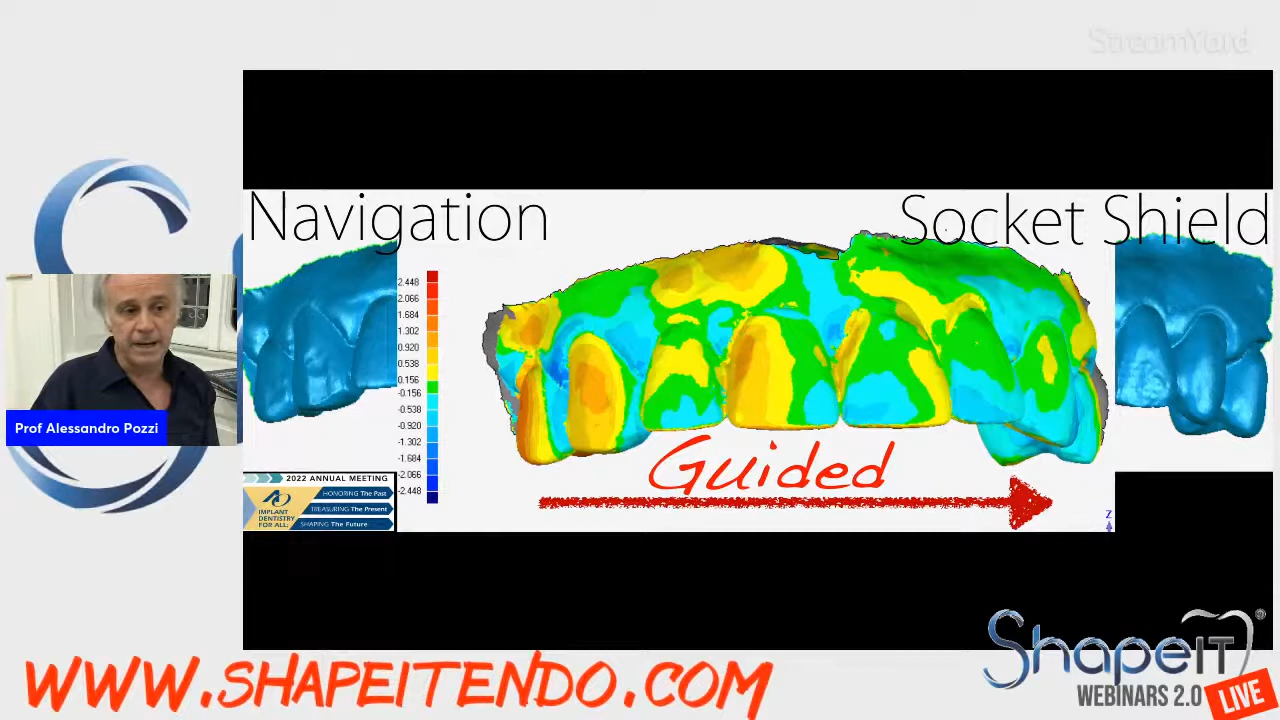 StreamYard
Navigation
Socket Shield
2.448
2.066
1.684
1.302
0.920
0.538
0.156
-0.156
-0.538
-0.920
-1.302
-1.684
-2.066
-2.448
Prof Alessandro Pozzi
Guided
2022 ANNUAL MEETING
AO
IMPLANT
DENTISTRY
FOR ALL:
HONORING The Past
TREASURING The Present
SHAPING The Future
Z
WWW.SHAPEITENDO.COM
ShapeIT
®
WEBINARS 2.0
LIVE